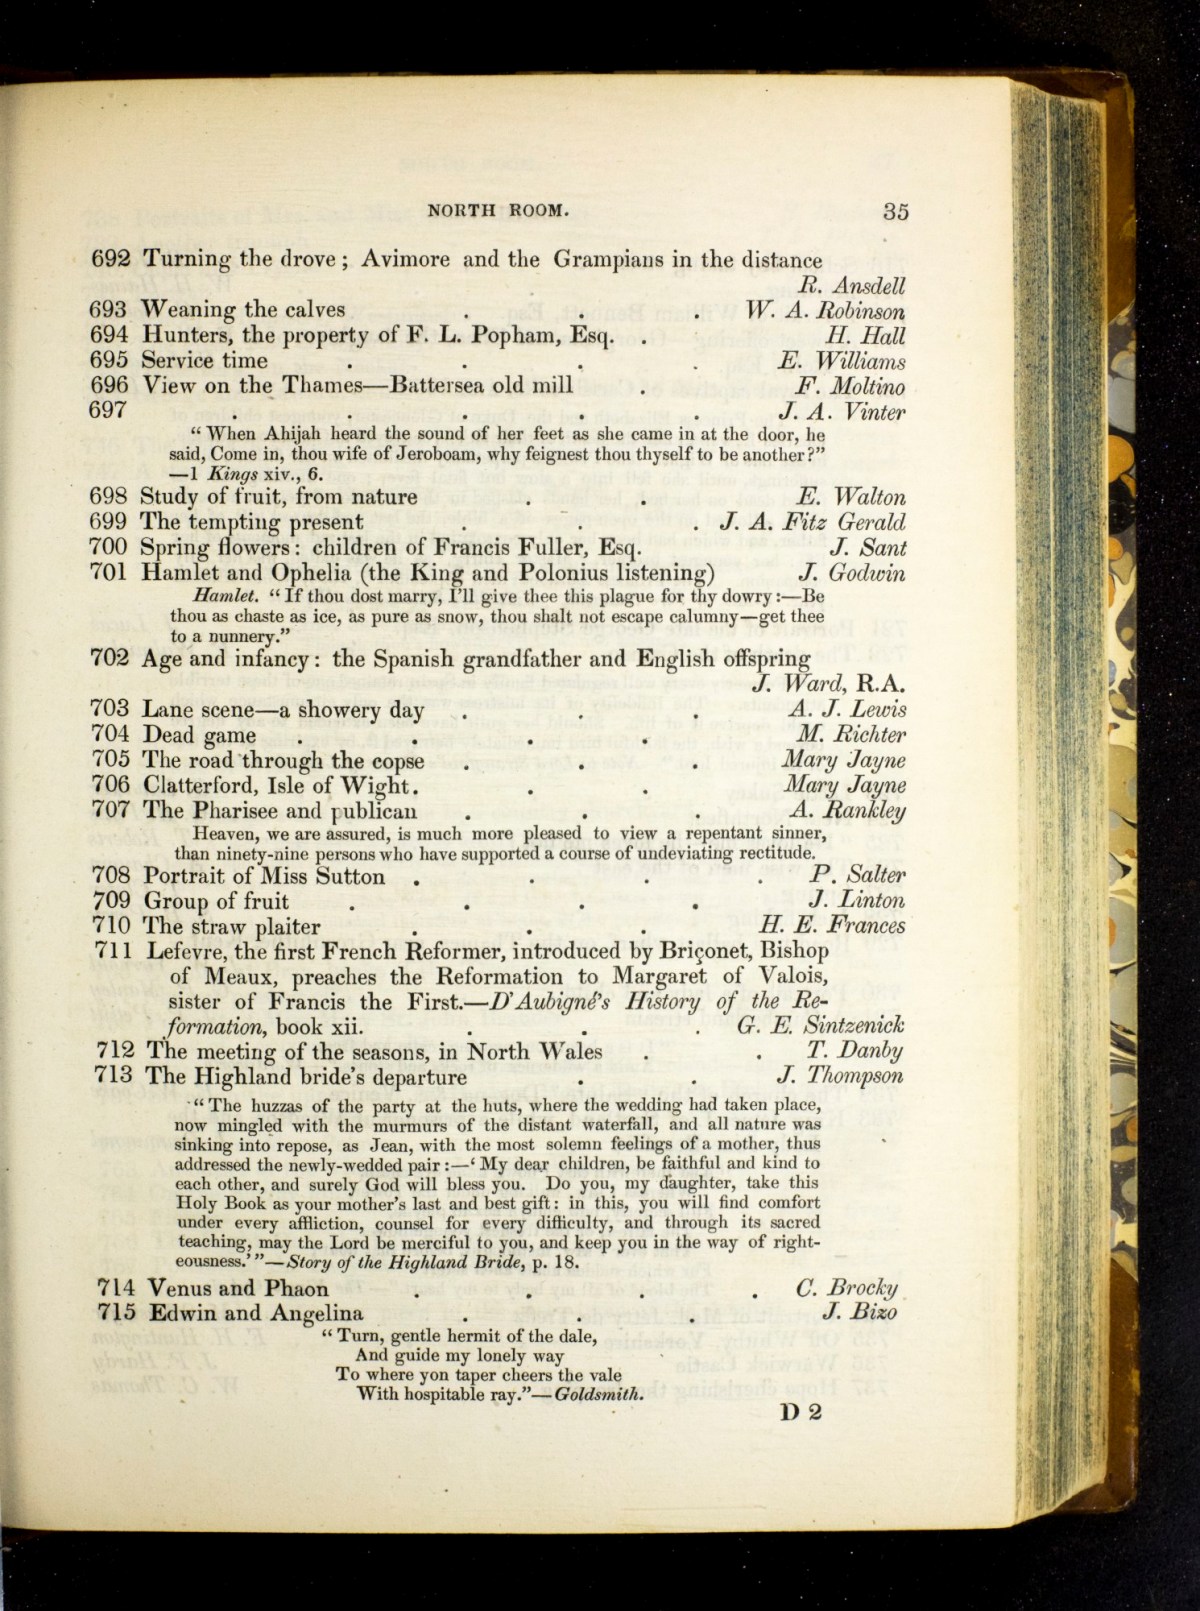 NORTH ROOM. 35
692 Turning the drove; Avimore and the Grampians in the distance
R. Ansdell
693 Weaning the calves . . . W. A. Robinson
694 Hunters, the property of F. L. Popham, Esq. . H. Hall
695 Service time . . . . E. Williams
696 View on the Thames—Battersea old mill . F. Moltino
697 . . . . . J. A. Vinter
“When Ahijah heard the sound of her feet as she came in at the door, he
said, Come in, thou wife of Jeroboam, why feignest thou thyself to be another?”
—1 Kings xiv., 6.
698 Study of fruit, from nature . . E. Walton
699 The tempting present . . . J. A. Fitz Gerald
700 Spring flowers: children of Francis Fuller, Esq. J. Sant
701 Hamlet and Ophelia (the King and Polonius listening) J. Godwin
Hamlet. “If thou dost marry, I’ll give thee this plague for thy dowry:—Be
thou as chaste as ice, as pure as snow, thou shalt not escape calumny—get thee
to a nunnery.”
702 Age and infancy: the Spanish grandfather and English offspring
J. Ward, R.A.
703 Lane scene—a showery day . . . A. J. Lewis
704 Dead game . . . . M. Richter
705 The road through the copse . . . Mary Jayne
706 Clatterford, Isle of Wight. . . Mary Jayne
707 The Pharisee and publican . . . A. Rankley
Heaven, we are assured, is much more pleased to view a repentant sinner,
than ninety-nine persons who have supported a course of undeviating rectitude.
708 Portrait of Miss Sutton . . . . P. Salter
709 Group of fruit . . . . J. Linton
710 The straw plaiter . . . H. E. Frances
711 Lefevre, the first French Reformer, introduced by Briçonet, Bishop
of Meaux, preaches the Reformation to Margaret of Valois,
sister of Francis the First.—D’Aubigné’s History of the Re-
formation, book xii. . . . G. E. Sintzenick
712 The meeting of the seasons, in North Wales . . T. Danby
713 The Highland bride’s departure . . J. Thompson
“The huzzas of the party at the huts, where the wedding had taken place,
now mingled with the murmurs of the distant waterfall, and all nature was
sinking into repose, as Jean, with the most solemn feelings of a mother, thus
addressed the newly-wedded pair:—‘My dear children, be faithful and kind to
each other, and surely God will bless you. Do you, my daughter, take this
Holy Book as your mother’s last and best gift: in this, you will find comfort
under every affliction, counsel for every difficulty, and through its sacred
teaching, may the Lord be merciful to you, and keep you in the way of right-
eousness.’”—Story of the Highland Bride, p. 18.
714 Venus and Phaon . . . . C. Brocky
715 Edwin and Angelina . . . J. Bizo
“Turn, gentle hermit of the dale,
And guide my lonely way
To where yon taper cheers the vale
With hospitable ray.”—Goldsmith.
D 2